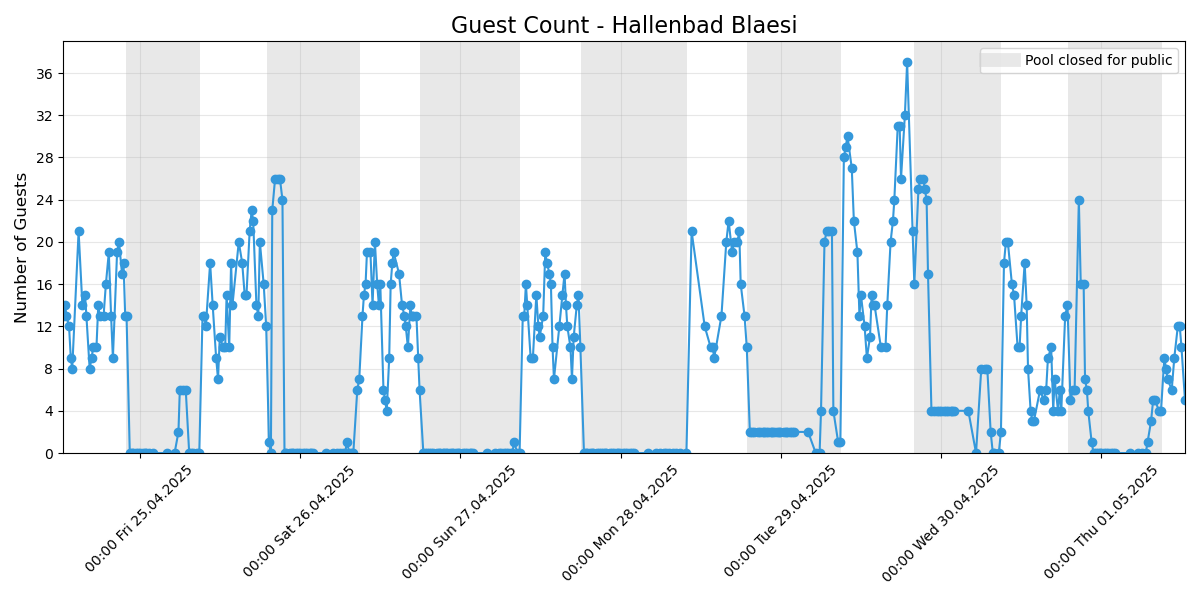 Guest Count - Hallenbad Blaesi
Pool closed for public
Number of Guests
36
32
28
24
20
16
12
8
4
0
00:00 Fri 25.04.2025
00:00 Sat 26.04.2025
00:00 Sun 27.04.2025
00:00 Mon 28.04.2025
00:00 Tue 29.04.2025
00:00 Wed 30.04.2025
00:00 Thu 01.05.2025